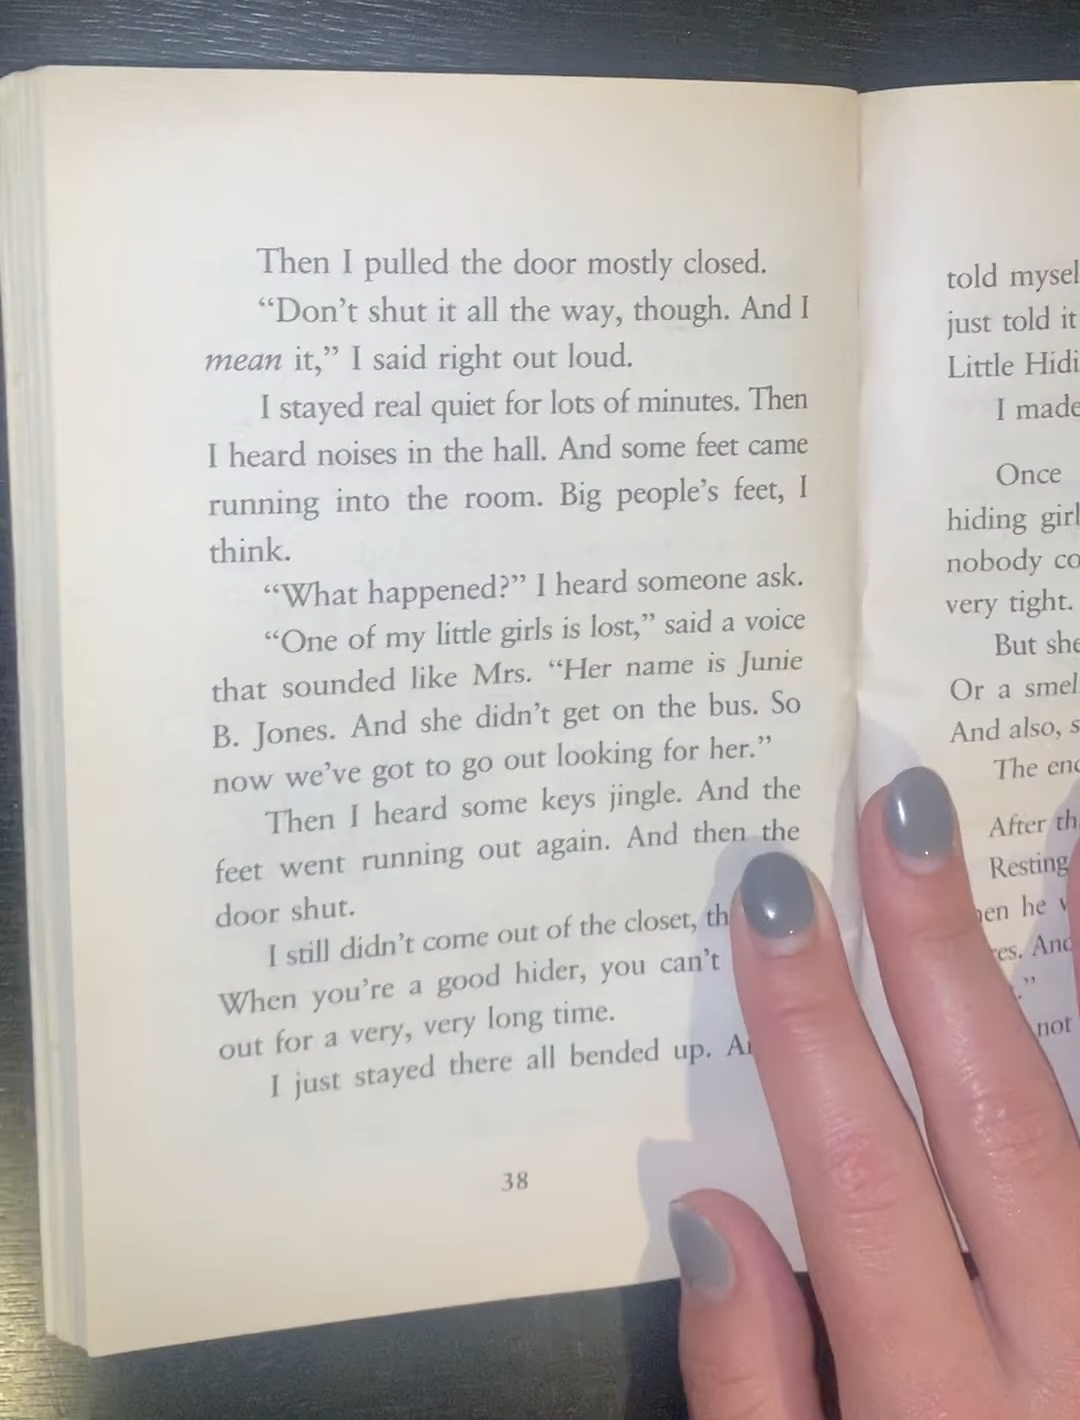 Then I pulled the door mostly closed.
“Don’t shut it all the way, though. And I
mean it,” I said right out loud.
I stayed real quiet for lots of minutes. Then
I heard noises in the hall. And some feet came
running into the room. Big people’s feet, I
think.
“What happened?” I heard someone ask.
“One of my little girls is lost,” said a voice
that sounded like Mrs. “Her name is Junie
B. Jones. And she didn’t get on the bus. So
now we’ve got to go out looking for her.”
Then I heard some keys jingle. And the
feet went running out again. And then the
door shut.
I still didn’t come out of the closet,
When you’re a good hider, you can’t
out for a very, very long time.
I just stayed there all bended up.
38
told
just told it
Little
I made
Once
hiding
nobody
very tight.
But
Or a
And also,
The
After
Resting
he
And
not